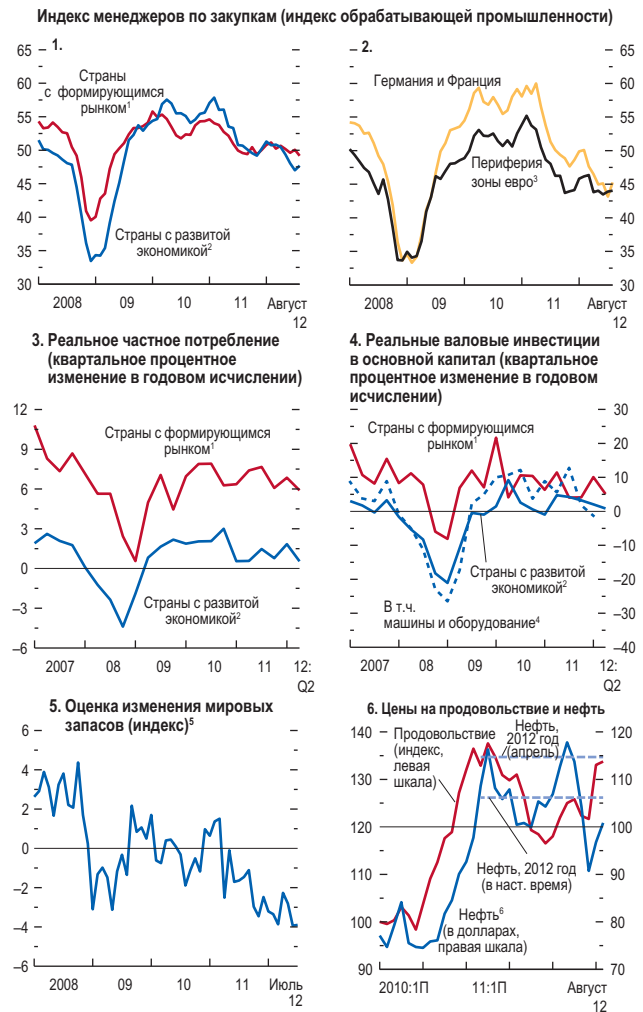 Индекс менеджеров по закупкам (индекс обрабатывающей промышленности)
1.
65
60
55
50
45
40
35
30
Страны
с формирующимся
рынком¹
Страны с развитой
экономикой²
2008
09
10
11
Август
12
2.
65
60
55
50
45
40
35
30
Германия и Франция
Периферия
зоны евро³
2008
09
10
11
Август
12
3. Реальное частное потребление
(квартальное процентное
изменение в годовом исчислении)
12
9
6
3
0
–3
–6
Страны с формирующимся
рынком¹
Страны с развитой
экономикой²
2007
08
09
10
11
12:
Q2
4. Реальные валовые инвестиции
в основной капитал (квартальное
процентное изменение в годовом
исчислении)
30
20
10
0
–10
–20
–30
–40
Страны с формирующимся
рынком¹
Страны с развитой
экономикой²
В т.ч.
машины и оборудование⁴
2007
08
09
10
11
12:
Q2
5. Оценка изменения мировых
запасов (индекс)⁵
6
4
2
0
–2
–4
–6
2008
09
10
11
Июль
12
6. Цены на продовольствие и нефть
140
135
130
125
120
115
110
105
100
95
90
120
110
100
90
80
70
Продовольствие
(индекс,
левая
шкала)
Нефть,
2012 год
(апрель)
Нефть, 2012 год
(в наст. время)
Нефть⁶
(в долларах,
правая шкала)
2010:1П
11:1П
Август
12